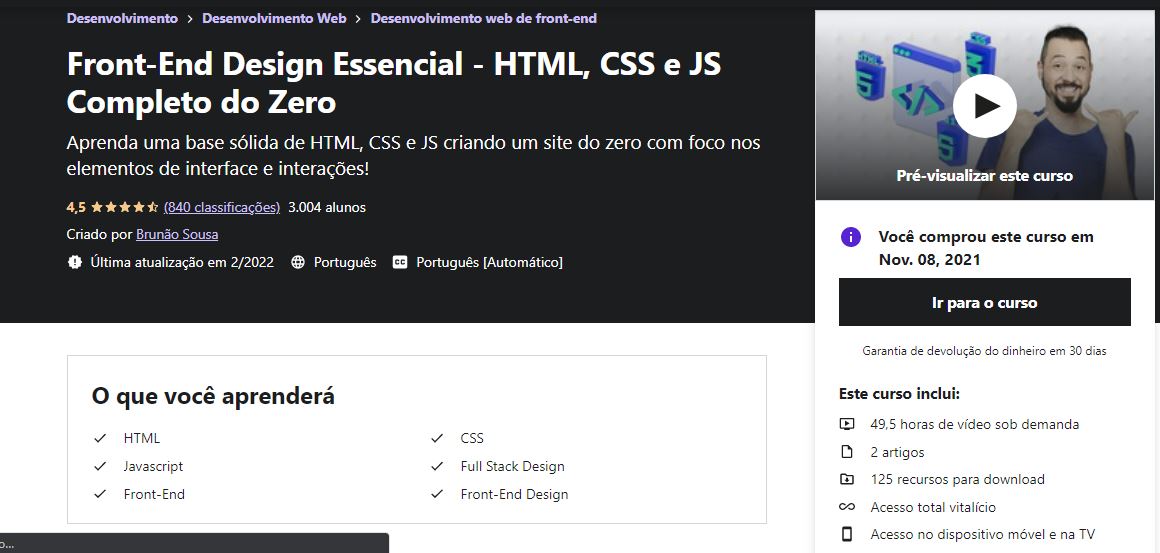 Desenvolvimento > Desenvolvimento Web > Desenvolvimento web de front-end
Front-End Design Essencial - HTML, CSS e JS
Completo do Zero
Aprenda uma base sólida de HTML, CSS e JS criando um site do zero com foco nos
elementos de interface e interações!
4,5 (840 classificações) 3.004 alunos
Criado por Brunão Sousa
Última atualização em 2/2022 Português CC Português [Automático]
O que você aprenderá
HTML
CSS
Javascript
Full Stack Design
Front-End
Front-End Design
o...
Pré-visualizar este curso
Você comprou este curso em
Nov. 08, 2021
Ir para o curso
Garantia de devolução do dinheiro em 30 dias
Este curso inclui:
49,5 horas de vídeo sob demanda
2 artigos
125 recursos para download
Acesso total vitalício
Acesso no dispositivo móvel e na TV